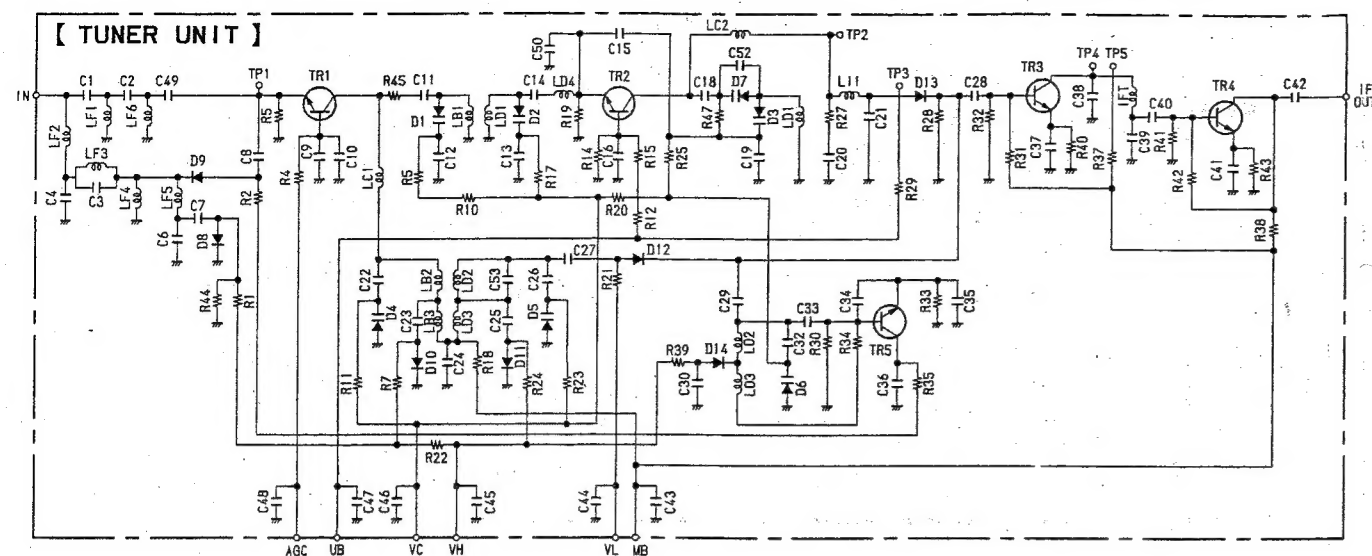 【 TUNER UNIT 】
IN
C1
C2
C49
TP1
TR1
R45
C11
C50
C15
C14
LD4
TR2
LC2
TP2
C52
C18
D7
L11
TP3
D13
C28
TR3
TP4
TP5
TR4
C42
IF
OUT
LF1
LF6
LF2
LF3
C3
C4
LF4
LF5
D9
C7
C6
D8
R5
C8
R2
R4
C9
C10
LC1
D1
C12
R5
LB1
LD1
D2
C13
R17
R19
R14
C16
R15
R25
R47
D3
LD1
C19
R27
C20
C21
R29
R28
R32
R31
C37
R40
C38
R37
IFT
C39
C40
R41
R42
C41
R43
R38
R10
R20
R12
R44
R1
C22
D4
R11
LB2
LD2
C23
LB3
LD3
C53
C25
C26
D5
C27
R21
D12
D10
C24
R18
D11
R24
R23
R7
R22
C29
LD2
LD3
C33
C32
D6
R30
R34
C34
TR5
R33
C35
C36
R35
R39
D14
C30
C48
C47
C46
C45
C44
C43
AGC
UB
VC
VH
VL
MB